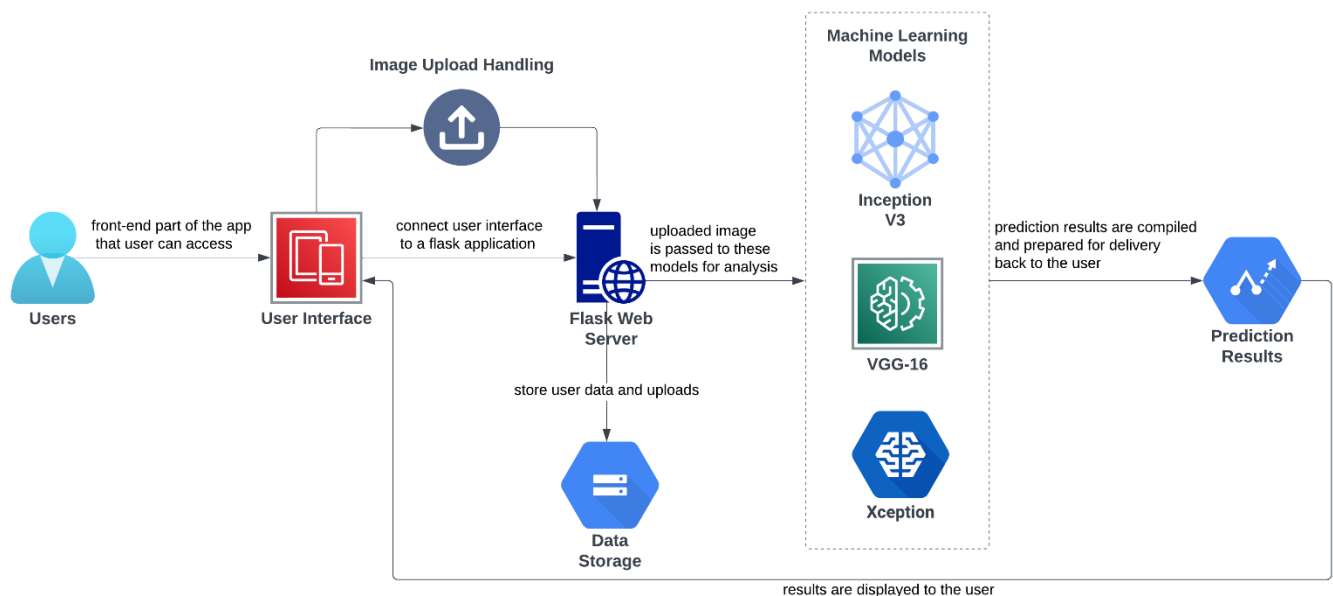 Machine Learning
Models
Image Upload Handling
Inception
V3
front-end part of the app
that user can access
connect user interface
to a flask application
uploaded image
is passed to these
models for analysis
prediction results are compiled
and prepared for delivery
back to the user
Users
User Interface
Flask Web
Server
Prediction
Results
VGG-16
store user data and uploads
Xception
Data
Storage
results are displayed to the user